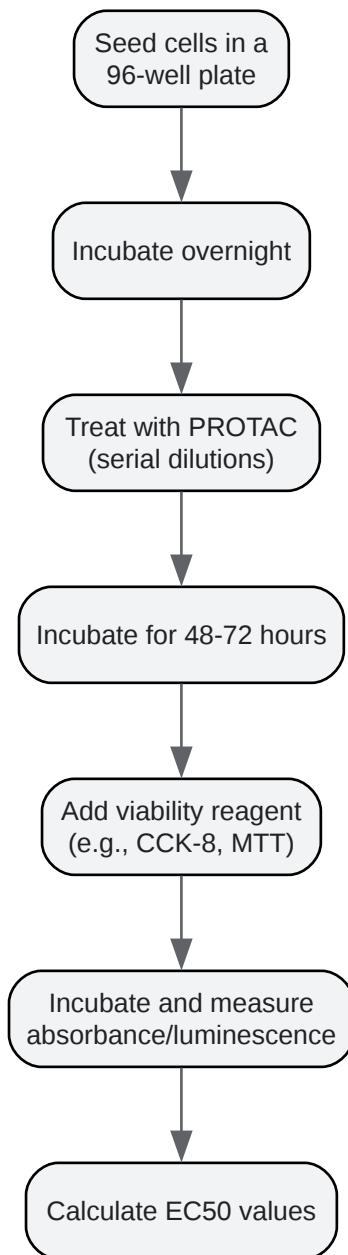 Seed cells in a
96-well plate
Incubate overnight
Treat with PROTAC
(serial dilutions)
Incubate for 48-72 hours
Add viability reagent
(e.g., CCK-8, MTT)
Incubate and measure
absorbance/luminescence
Calculate EC50 values